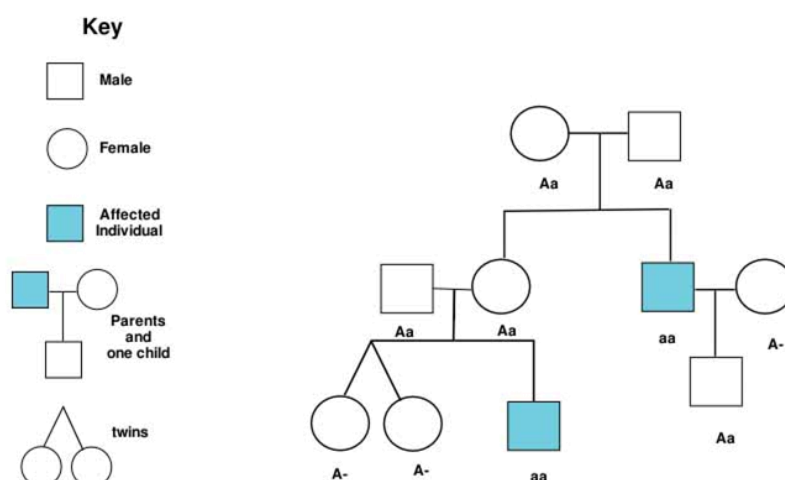 Key
Male
Female
Affected
Individual
Parents
and
one child
twins
Aa
Aa
Aa
Aa
aa
A-
Aa
A-
A-
aa